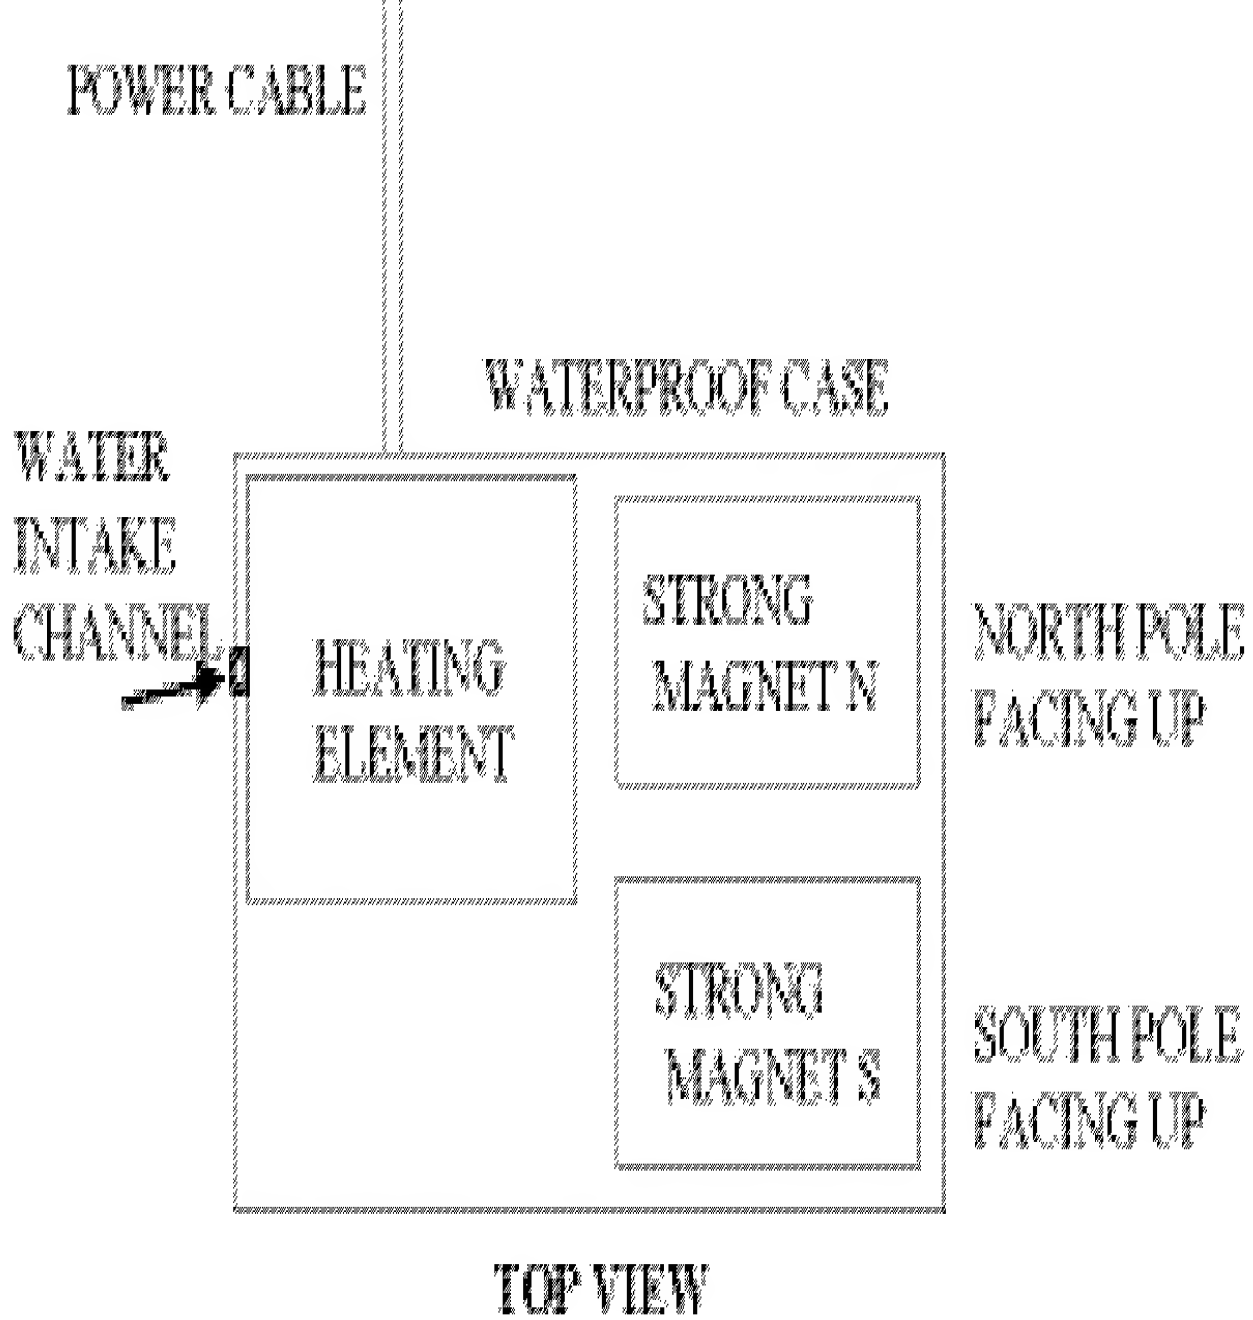 POWER CABLE
WATERPROOF CASE
WATER
INTAKE
CHANNEL
HEATING
ELEMENT
STRONG
MAGNET N
NORTH POLE
FACING UP
STRONG
MAGNET S
SOUTH POLE
FACING UP
TOP VIEW